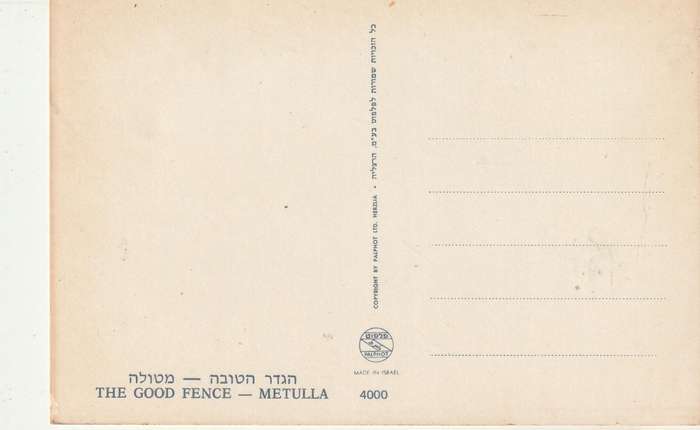 כל הזכויות שמורות לפלפוט בע"מ, הרצליה • COPYRIGHT BY PALPHOT LTD. HERZLIA
פלפוט
PALPHOT
MADE IN ISRAEL
הגדר הטובה — מטולה
THE GOOD FENCE — METULLA 4000